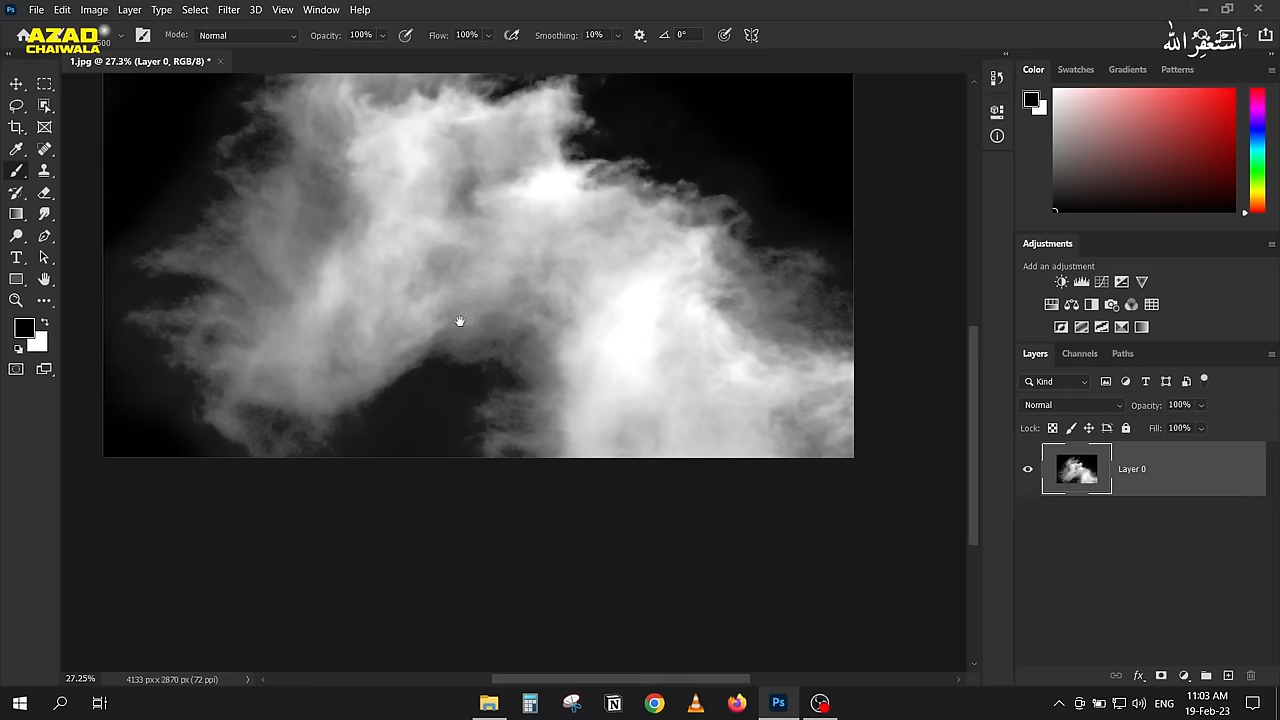 File Edit Image Layer Type Select Filter 3D View Window Help
AZAD
CHAIWALA
أستغفر الله
500 Mode: Normal Opacity: 100% Flow: 100% Smoothing: 10% 0°
1.jpg @ 27.3% (Layer 0, RGB/8) *
Color Swatches Gradients Patterns
Adjustments
Add an adjustment
Layers Channels Paths
Kind
Normal Opacity: 100%
Lock: Fill: 100%
Layer 0
27.25% 4133 px x 2870 px (72 ppi)
Ps ENG 11:03 AM
19-Feb-23